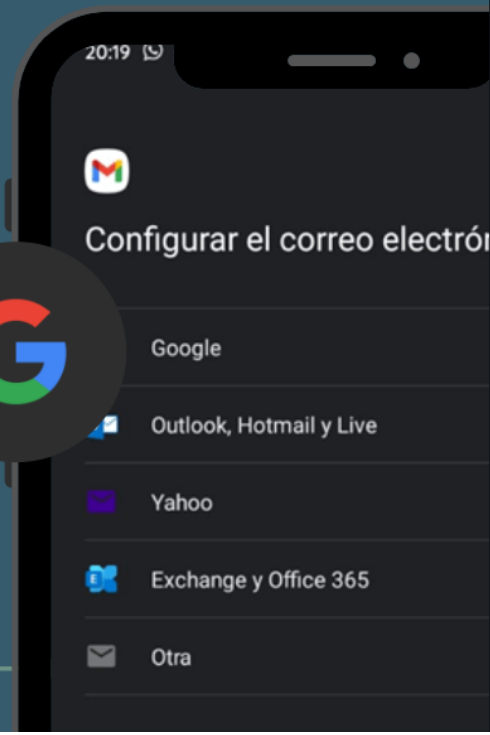 20:19
Configurar el correo electrón
Google
Outlook, Hotmail y Live
Yahoo
Exchange y Office 365
Otra